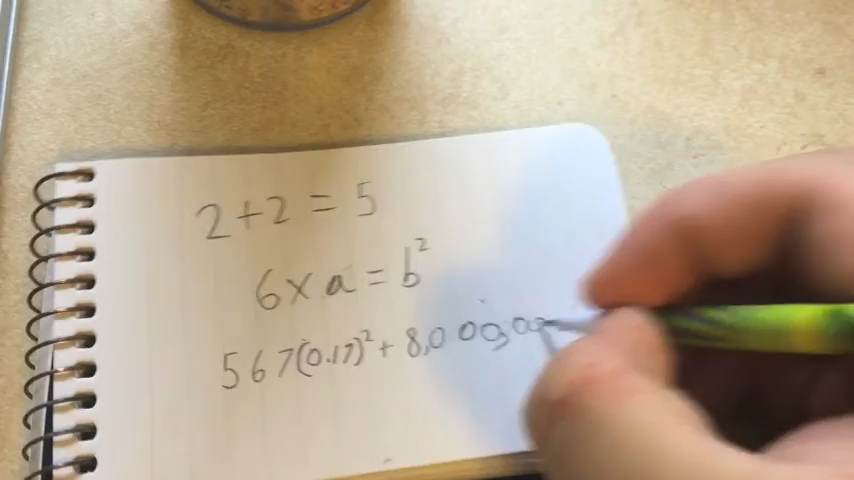 2+2=5
6×a=b²
567(0.17)²+8,000,00